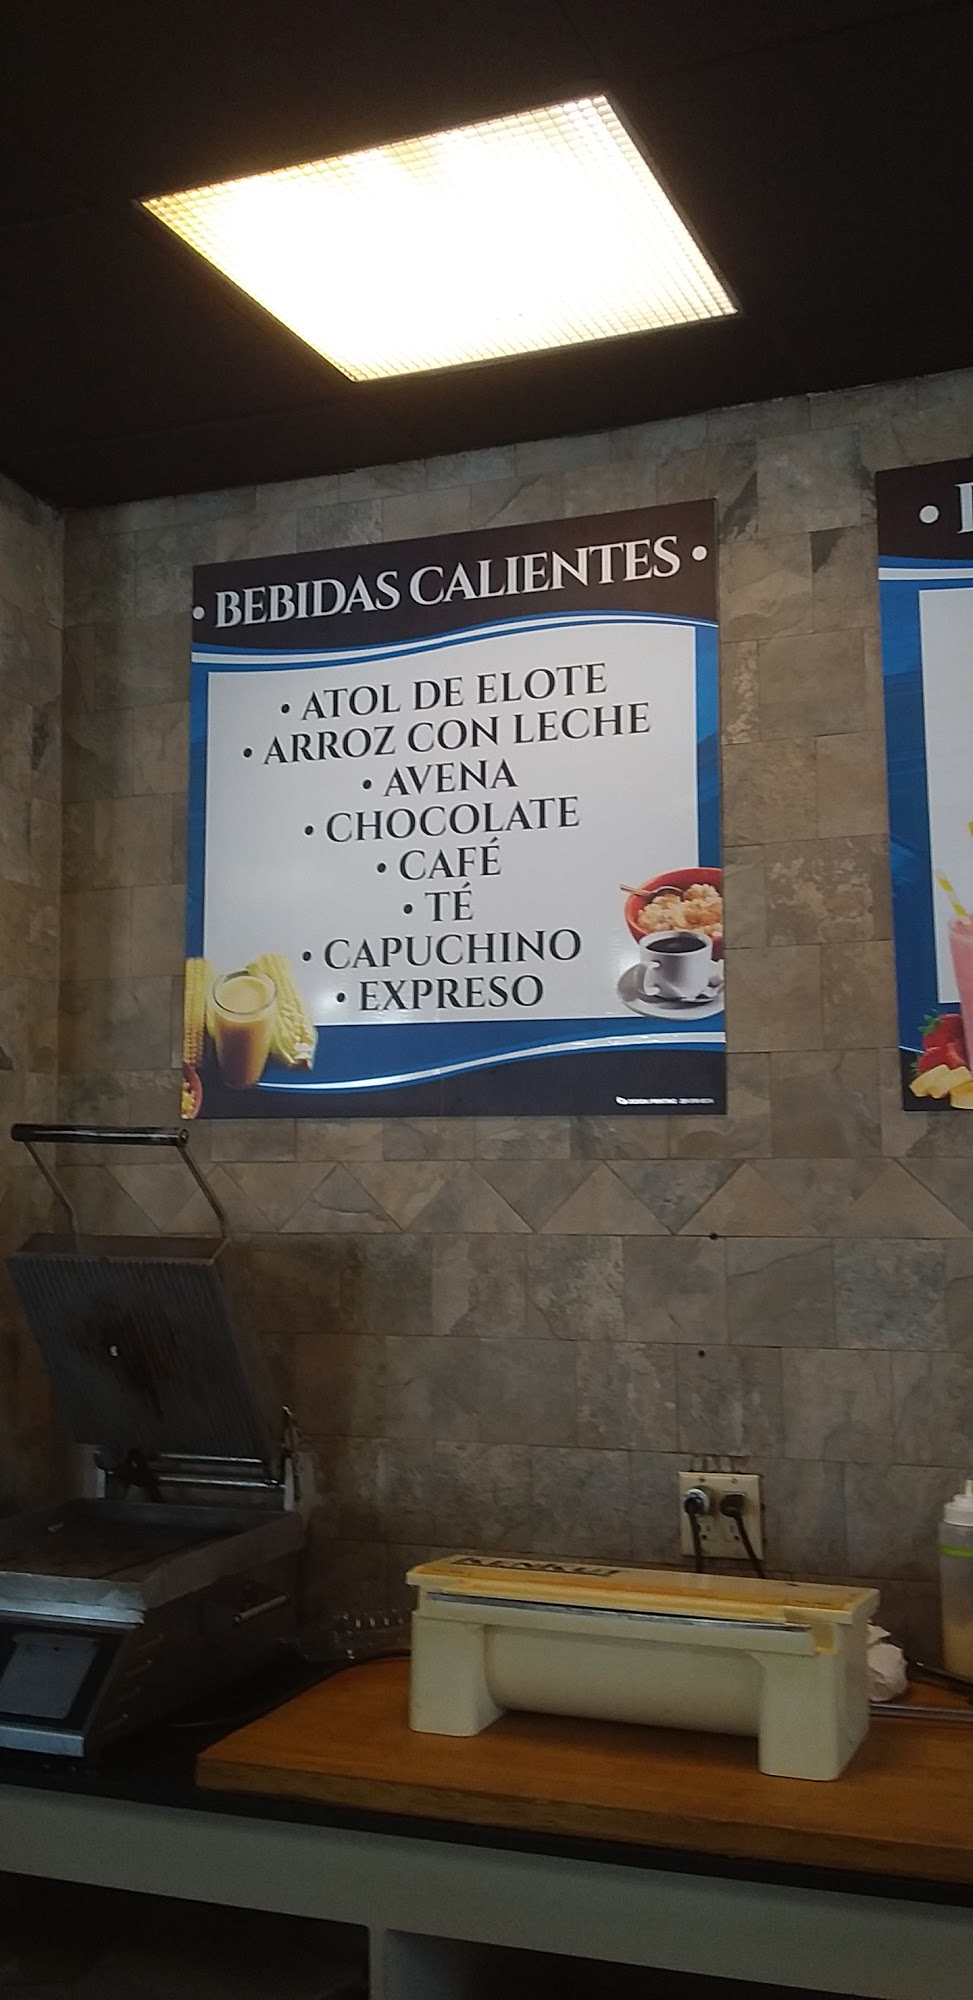 • BEBIDAS CALIENTES •
• ATOL DE ELOTE
• ARROZ CON LECHE
• AVENA
• CHOCOLATE
• CAFÉ
• TÉ
• CAPUCHINO
• EXPRESO